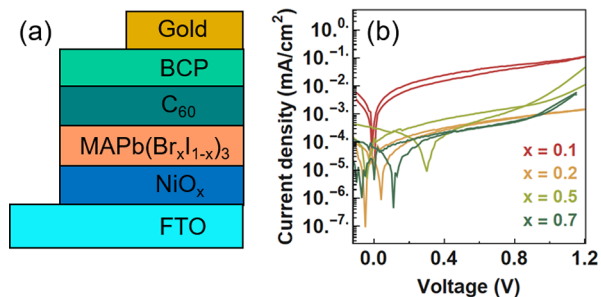 (a)
Gold
BCP
C₆₀
MAPb(BrₓI₁₋ₓ)₃
NiOₓ
FTO
(b)
Current density (mA/cm²)
10⁰.
10⁻¹.
10⁻².
10⁻³.
10⁻⁴.
10⁻⁵.
10⁻⁶.
10⁻⁷.
x = 0.1
x = 0.2
x = 0.5
x = 0.7
0.0 0.4 0.8 1.2
Voltage (V)